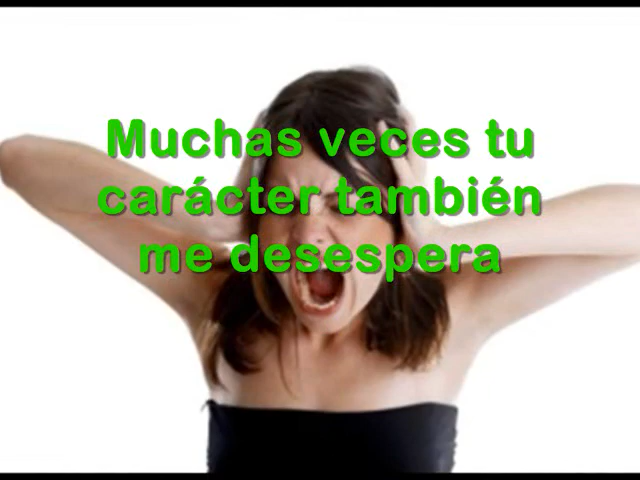 Muchas veces tu
carácter también
me desespera